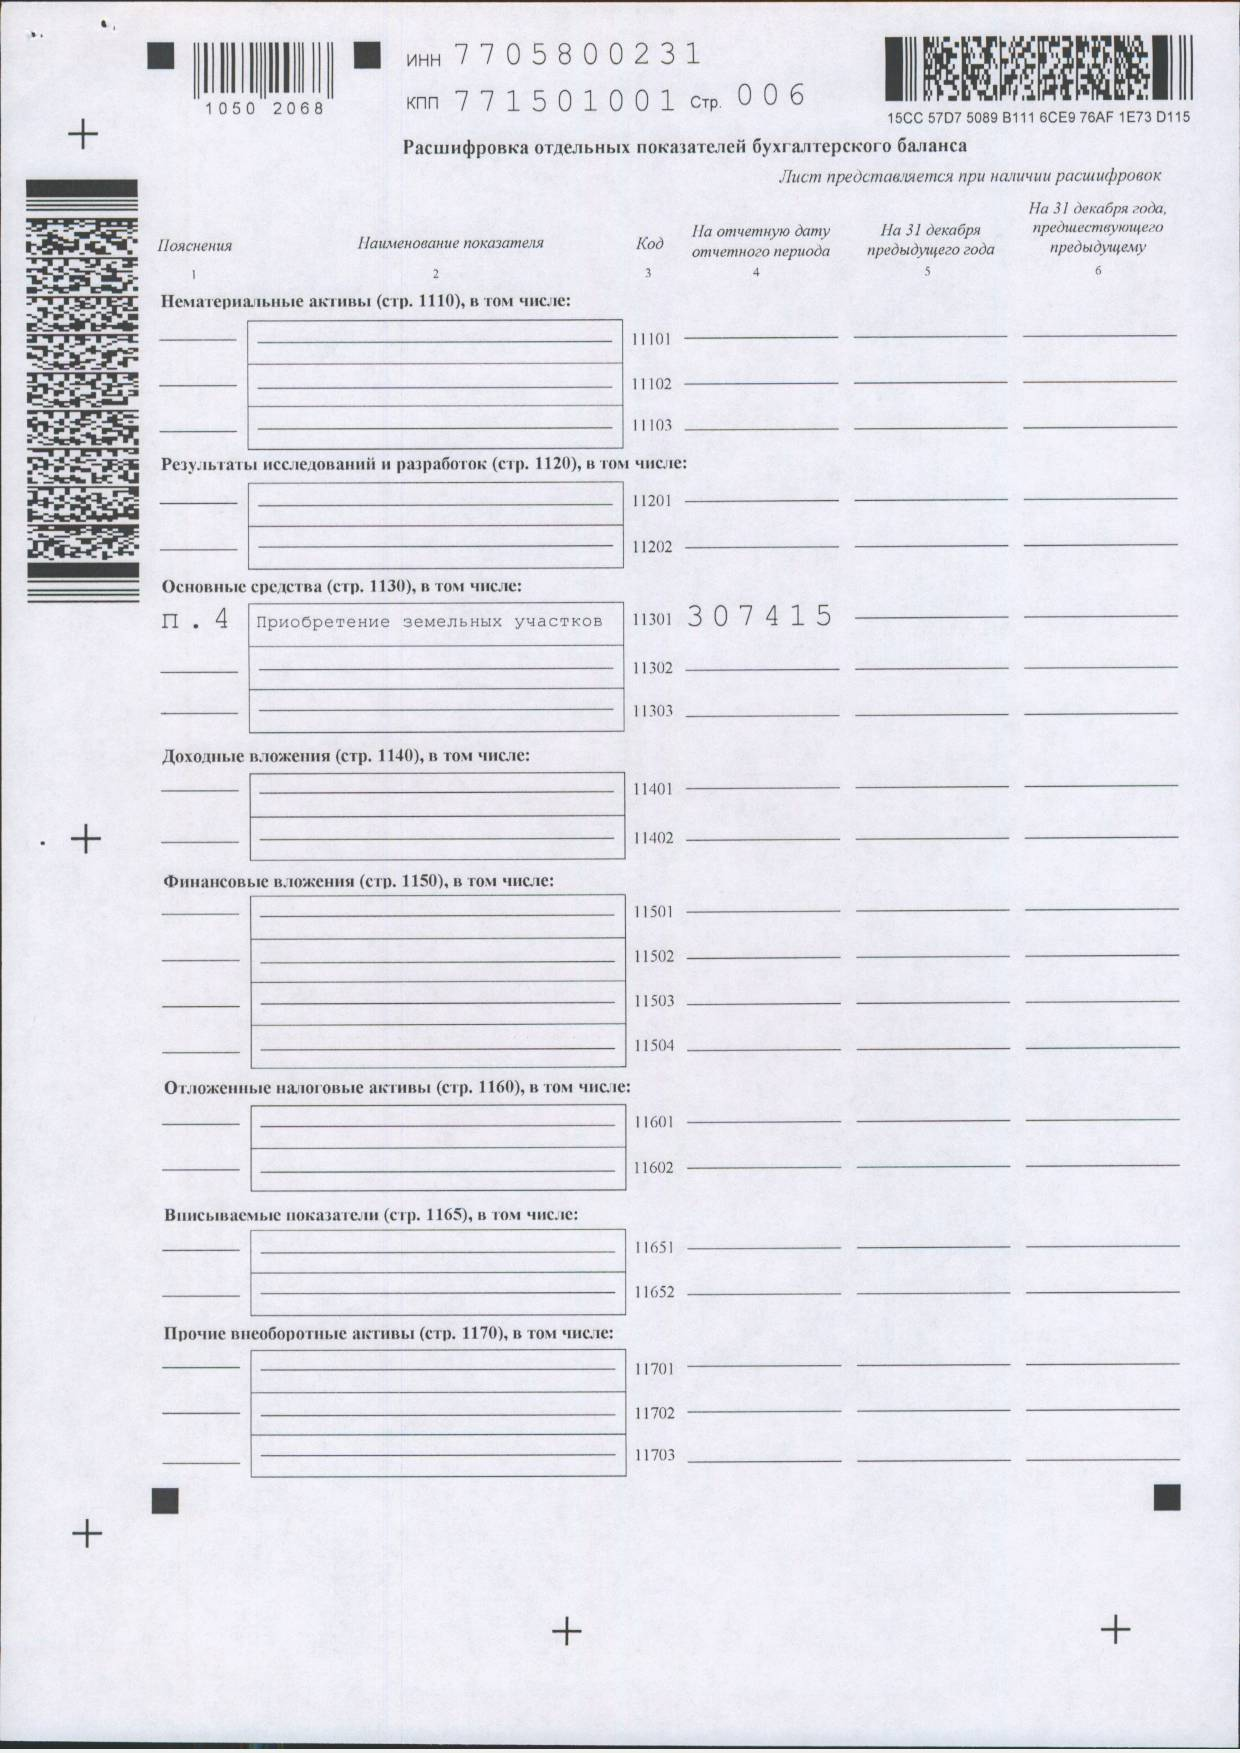 ИНН 7705800231
1050 2068
КПП 771501001 Стр. 006
15CC 57D7 5089 B111 6CE9 76AF 1E73 D115
Расшифровка отдельных показателей бухгалтерского баланса
Лист представляется при наличии расшифровок
Пояснения Наименование показателя Код На отчетную дату отчетного периода На 31 декабря предыдущего года На 31 декабря года, предшествующего предыдущему
1 2 3 4 5 6
Нематериальные активы (стр. 1110), в том числе:
11101
11102
11103
Результаты исследований и разработок (стр. 1120), в том числе:
11201
11202
Основные средства (стр. 1130), в том числе:
П.4 Приобретение земельных участков 11301 307415
11302
11303
Доходные вложения (стр. 1140), в том числе:
11401
11402
Финансовые вложения (стр. 1150), в том числе:
11501
11502
11503
11504
Отложенные налоговые активы (стр. 1160), в том числе:
11601
11602
Вписываемые показатели (стр. 1165), в том числе:
11651
11652
Прочие внеоборотные активы (стр. 1170), в том числе:
11701
11702
11703